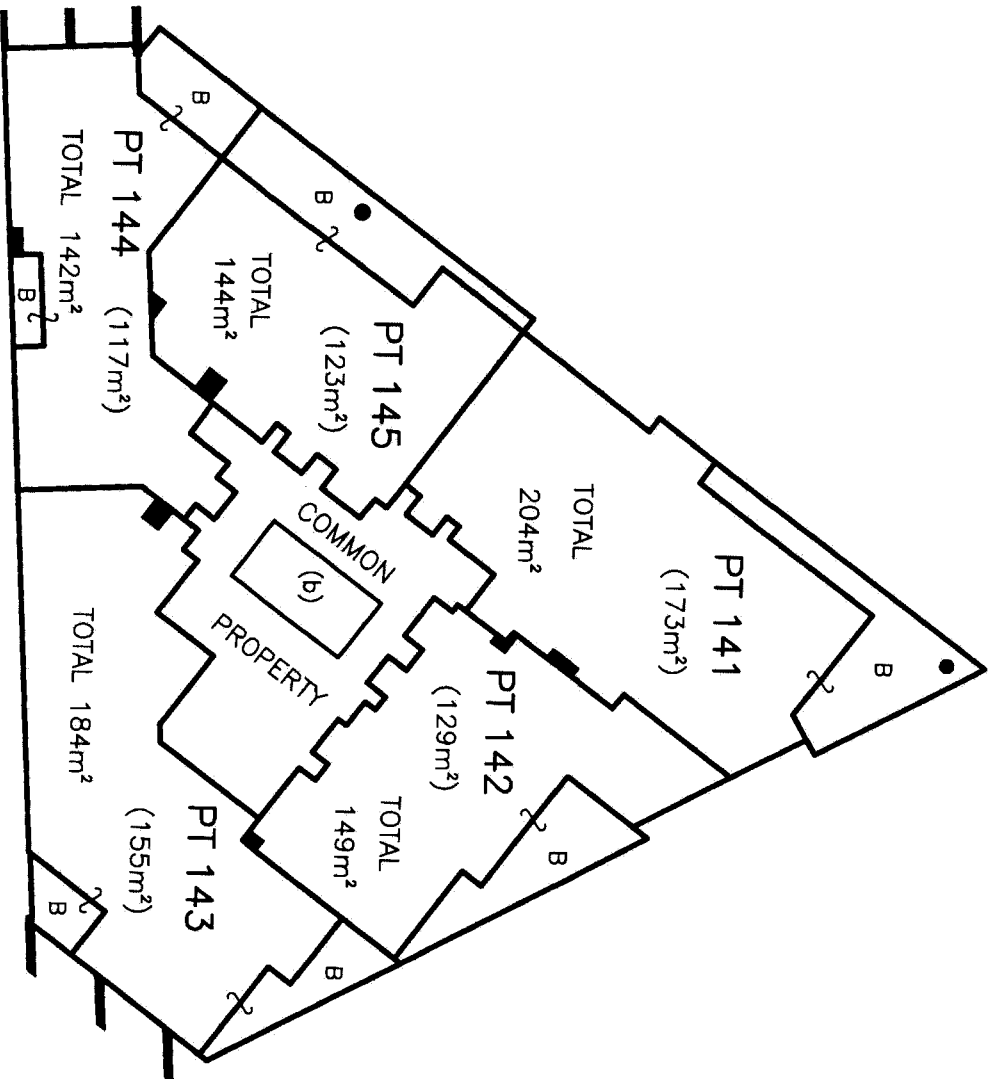 B
PT 144
(117m²)
TOTAL 142m²
B
B
TOTAL
144m²
PT 145
(123m²)
TOTAL
204m²
PT 141
(173m²)
B
COMMON
(b)
PROPERTY
PT 142
(129m²)
TOTAL
149m²
B
TOTAL 184m²
PT 143
(155m²)
B
B